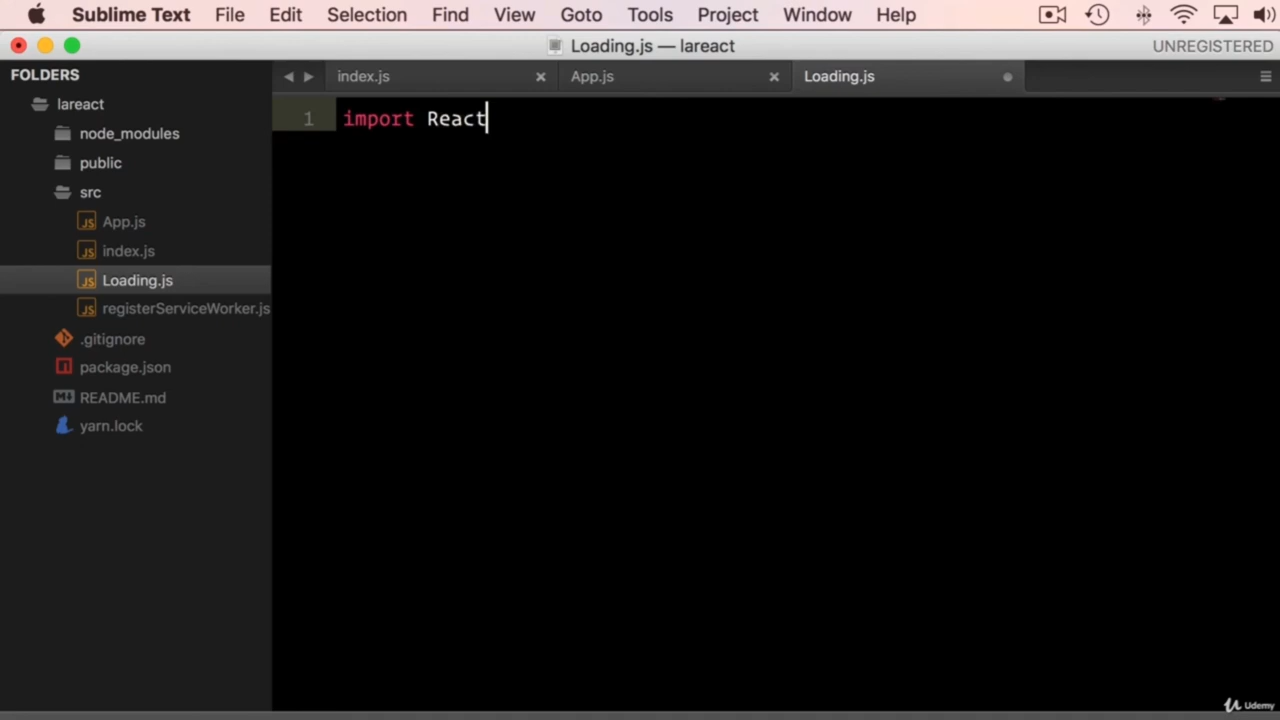 Sublime Text File Edit Selection Find View Goto Tools Project Window Help
Loading.js — lareact
UNREGISTERED
FOLDERS
lareact
node_modules
public
src
App.js
index.js
Loading.js
registerServiceWorker.js
.gitignore
package.json
README.md
yarn.lock
index.js App.js Loading.js
1 import React
Udemy